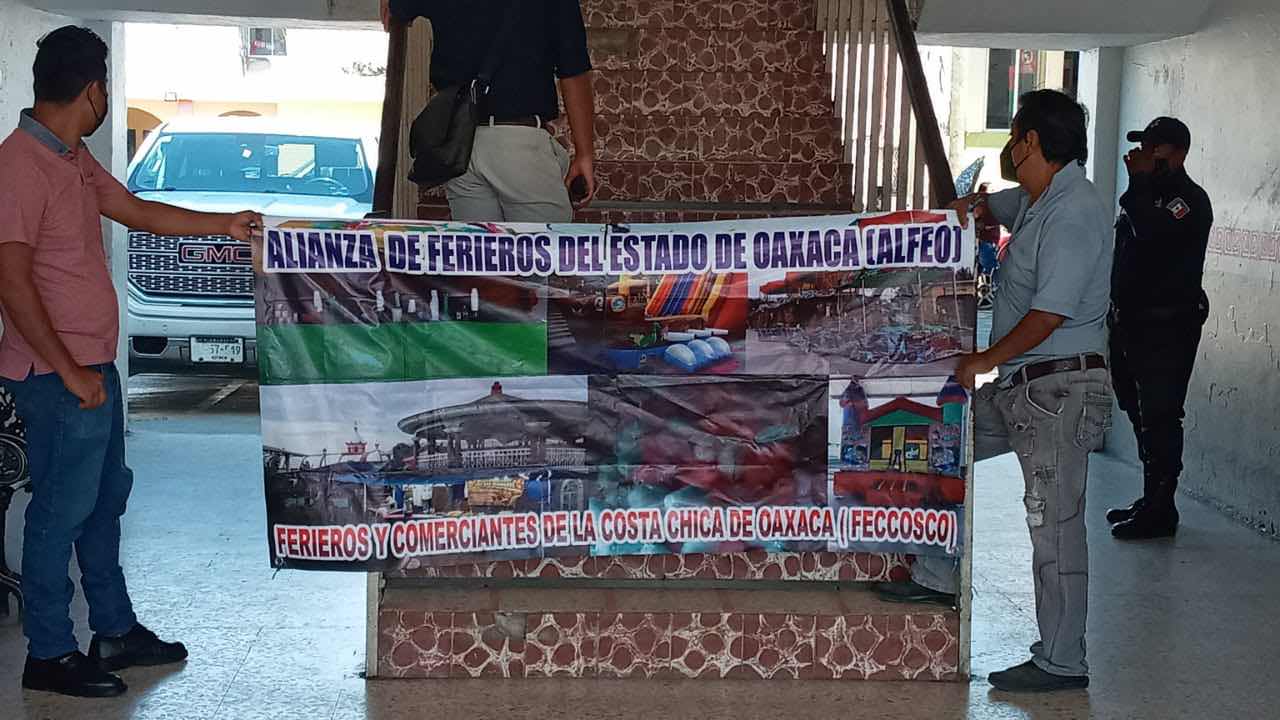 ALIANZA DE FERIEROS DEL ESTADO DE OAXACA (ALFEO)
GMC
FERIEROS Y COMERCIANTES DE LA COSTA CHICA DE OAXACA ( FECCOSCO)